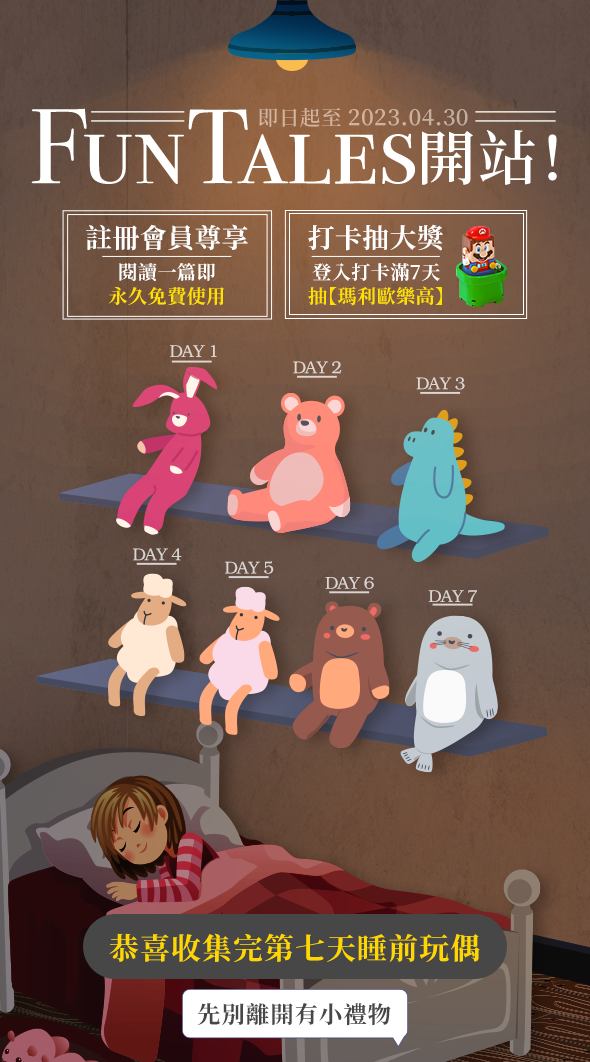 即日起至 2023.04.30
FUNTALES開站!
註冊會員尊享
閱讀一篇即
永久免費使用
打卡抽大獎
登入打卡滿7天
抽【瑪利歐樂高】
DAY 1
DAY 2
DAY 3
DAY 4
DAY 5
DAY 6
DAY 7
恭喜收集完第七天睡前玩偶
先別離開有小禮物